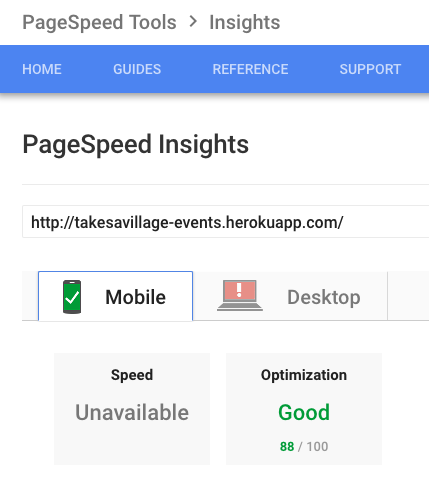 PageSpeed Tools > Insights
HOME GUIDES REFERENCE SUPPORT
PageSpeed Insights
http://takesavillage-events.herokuapp.com/
Mobile ! Desktop
Speed Optimization
Unavailable Good
88 / 100